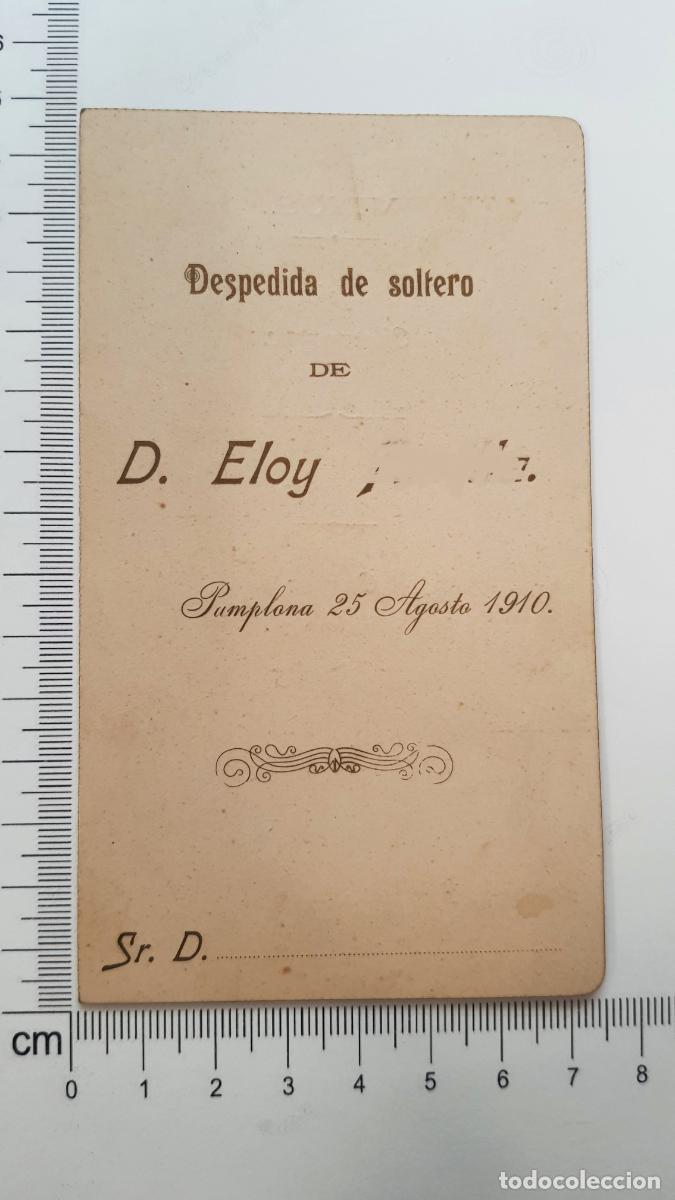 Despedida de soltero
DE
D. Eloy
Pamplona 25 Agosto 1910.
Sr. D.
cm
0 1 2 3 4 5 6 7 8
todocoleccion